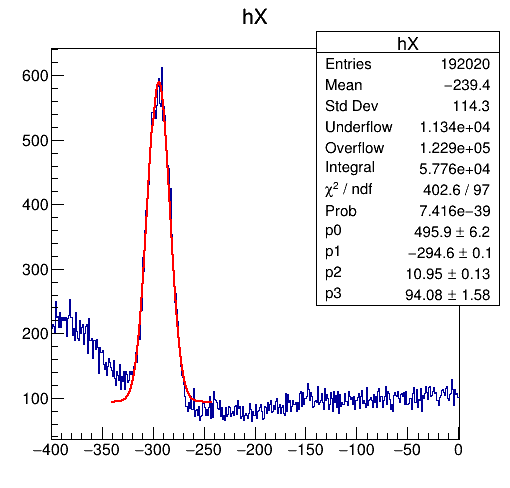 hX
hX
Entries 192020
Mean −239.4
Std Dev 114.3
Underflow 1.134e+04
Overflow 1.229e+05
Integral 5.776e+04
χ² / ndf 402.6 / 97
Prob 7.416e−39
p0 495.9 ± 6.2
p1 −294.6 ± 0.1
p2 10.95 ± 0.13
p3 94.08 ± 1.58
600
500
400
300
200
100
−400 −350 −300 −250 −200 −150 −100 −50 0